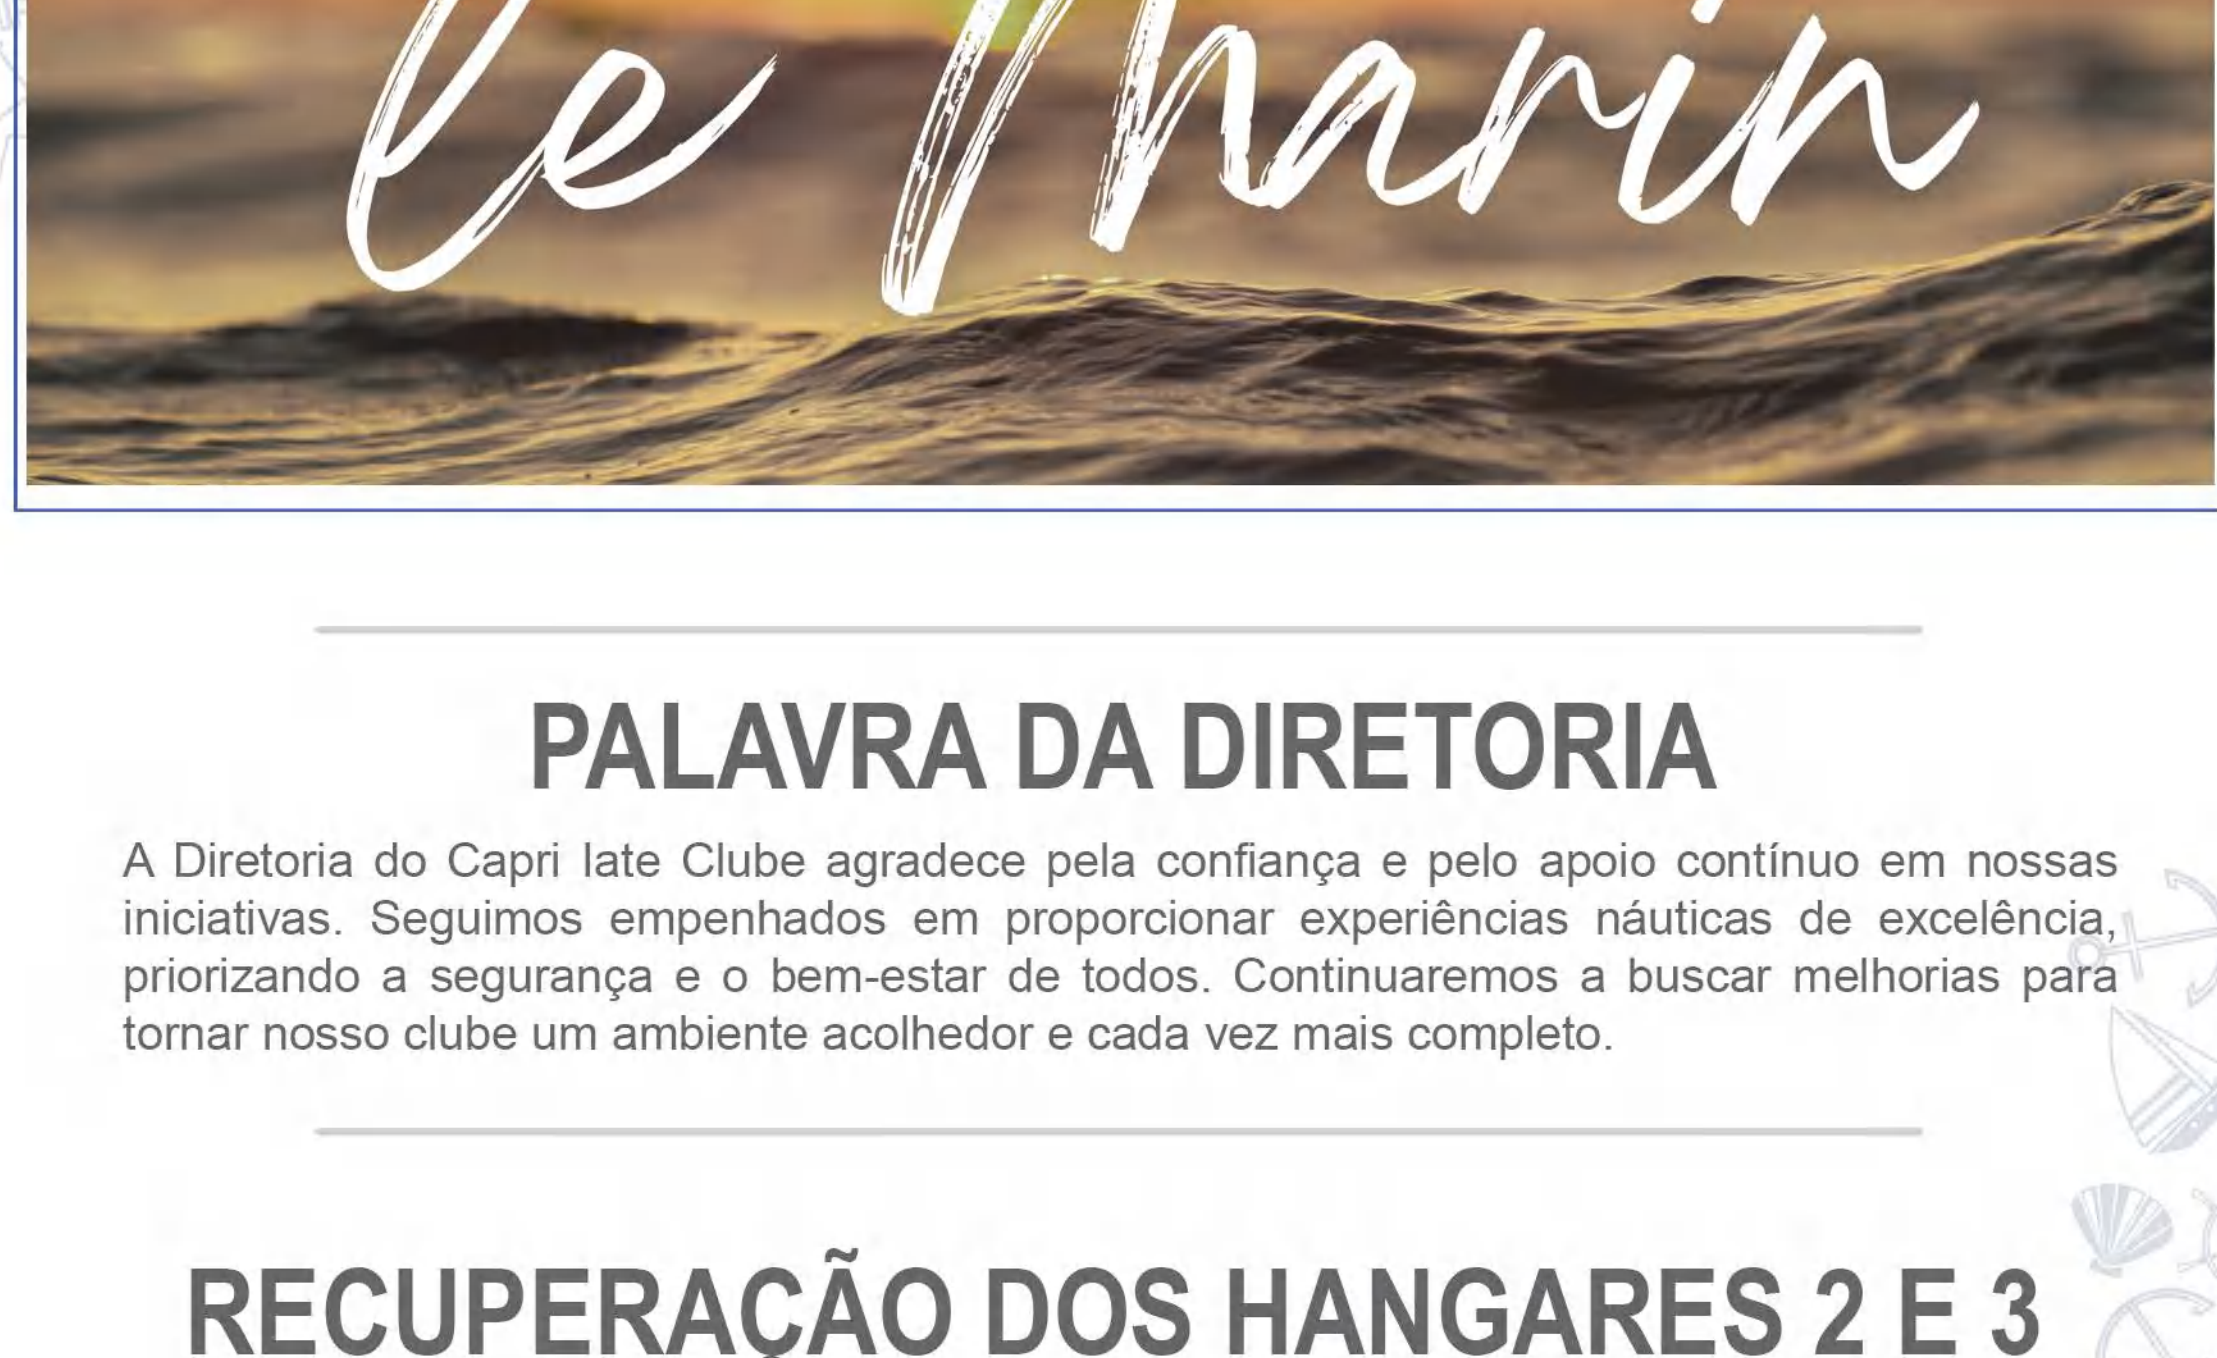 le Marin
PALAVRA DA DIRETORIA
A Diretoria do Capri Iate Clube agradece pela confiança e pelo apoio contínuo em nossas
iniciativas. Seguimos empenhados em proporcionar experiências náuticas de excelência,
priorizando a segurança e o bem-estar de todos. Continuaremos a buscar melhorias para
tornar nosso clube um ambiente acolhedor e cada vez mais completo.
RECUPERAÇÃO DOS HANGARES 2 E 3